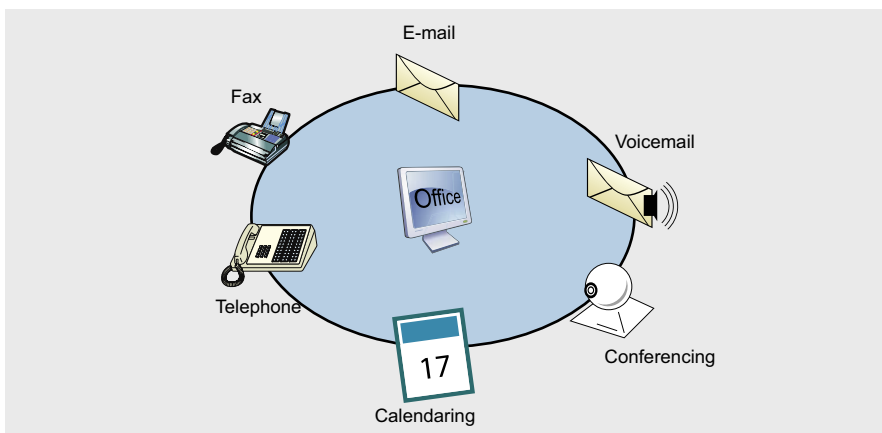 E-mail
Fax
Voicemail
Office
Telephone
Conferencing
17
Calendaring